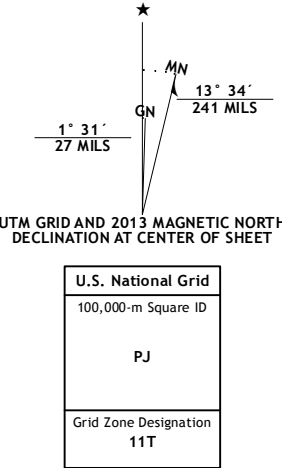 ★
MN
GN
13° 34´
241 MILS
1° 31´
27 MILS
UTM GRID AND 2013 MAGNETIC NORTH
DECLINATION AT CENTER OF SHEET
U.S. National Grid
100,000-m Square ID
PJ
Grid Zone Designation
11T